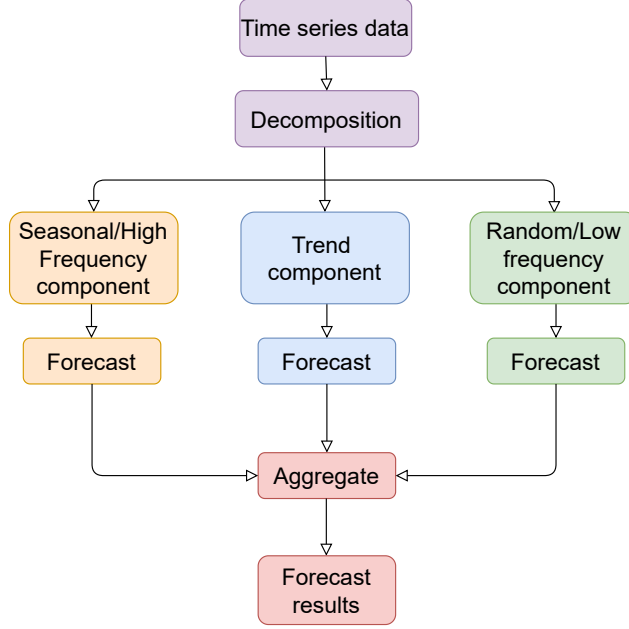 Time series data
Decomposition
Seasonal/High
Frequency
component
Trend
component
Random/Low
frequency
component
Forecast
Forecast
Forecast
Aggregate
Forecast
results